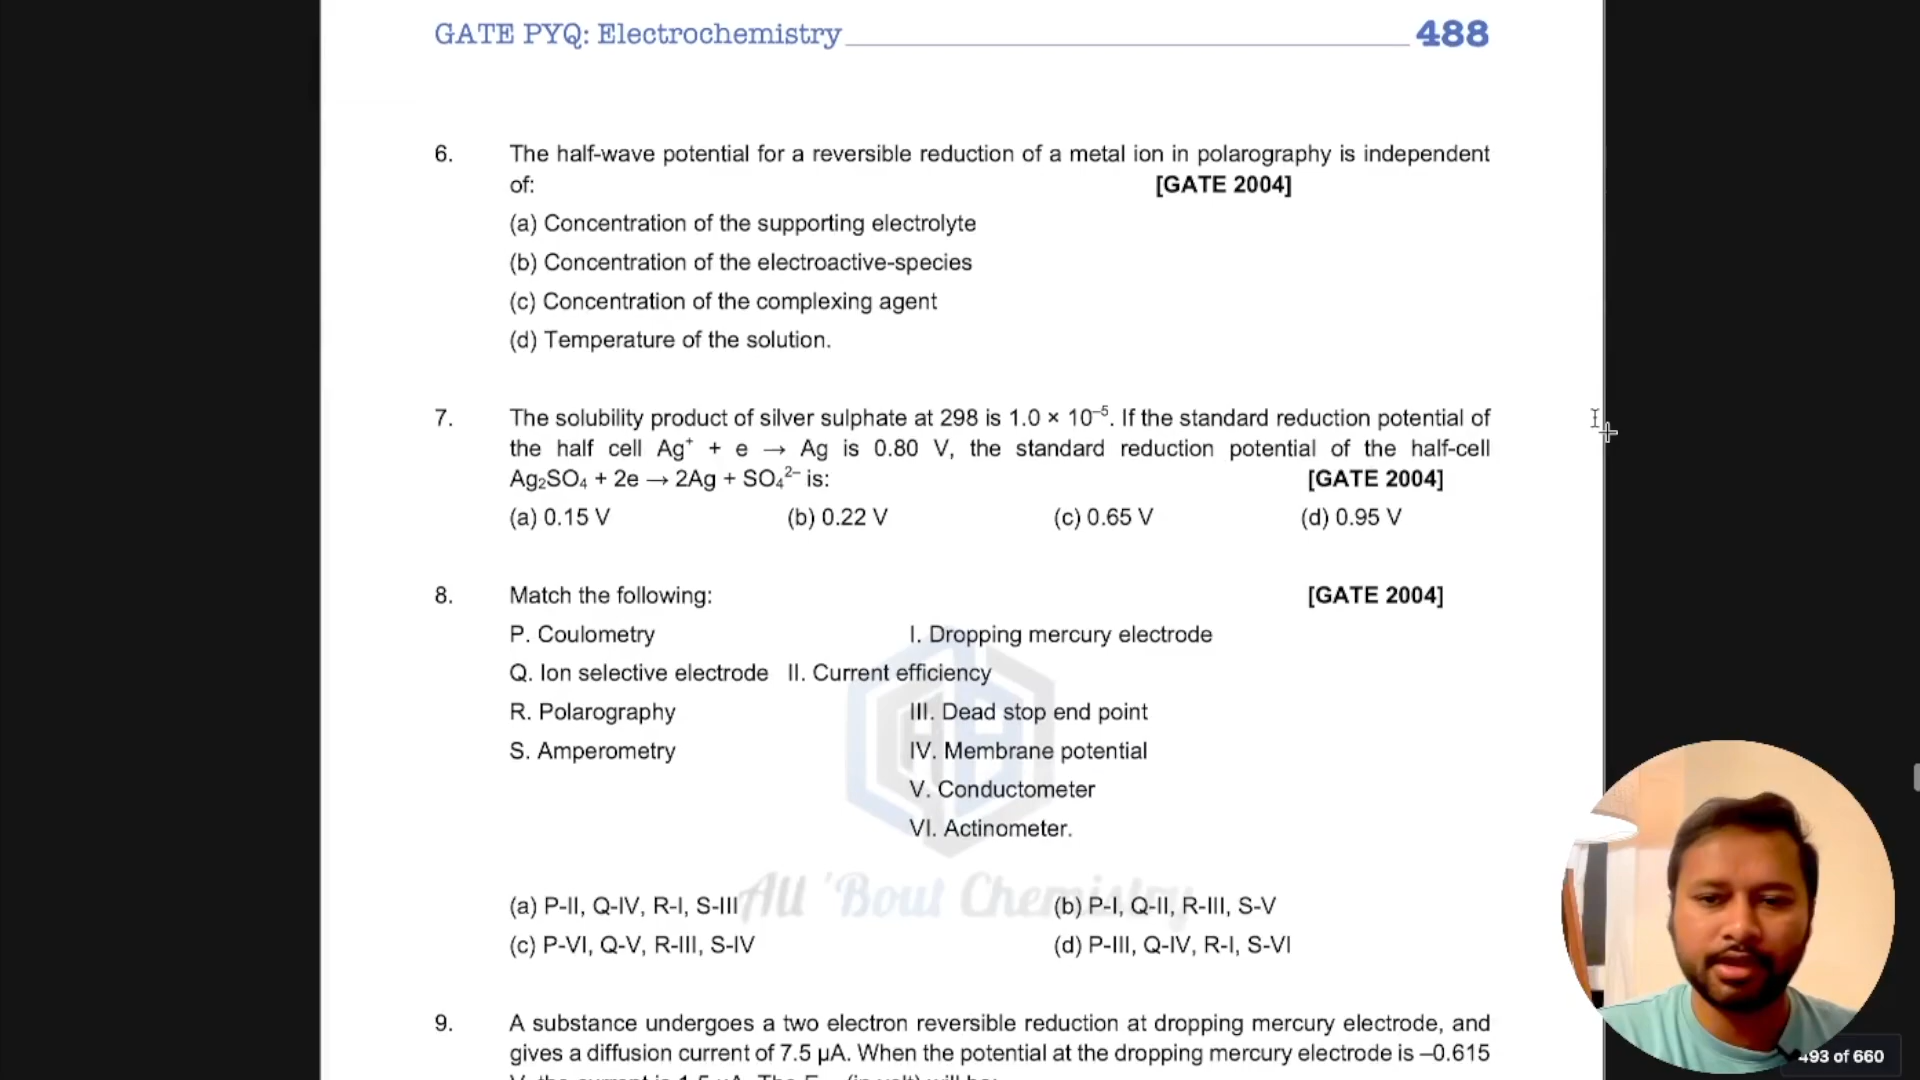 GATE PYQ: Electrochemistry 488
6. The half-wave potential for a reversible reduction of a metal ion in polarography is independent
of: [GATE 2004]
(a) Concentration of the supporting electrolyte
(b) Concentration of the electroactive-species
(c) Concentration of the complexing agent
(d) Temperature of the solution.
7. The solubility product of silver sulphate at 298 is 1.0 × 10⁻⁵. If the standard reduction potential of
the half cell Ag⁺ + e → Ag is 0.80 V, the standard reduction potential of the half-cell
Ag₂SO₄ + 2e → 2Ag + SO₄²⁻ is: [GATE 2004]
(a) 0.15 V (b) 0.22 V (c) 0.65 V (d) 0.95 V
8. Match the following: [GATE 2004]
P. Coulometry I. Dropping mercury electrode
Q. Ion selective electrode II. Current efficiency
R. Polarography III. Dead stop end point
S. Amperometry IV. Membrane potential
V. Conductometer
VI. Actinometer.
All 'Bout Chemistry
(a) P-II, Q-IV, R-I, S-III (b) P-I, Q-II, R-III, S-V
(c) P-VI, Q-V, R-III, S-IV (d) P-III, Q-IV, R-I, S-VI
9. A substance undergoes a two electron reversible reduction at dropping mercury electrode, and
gives a diffusion current of 7.5 µA. When the potential at the dropping mercury electrode is –0.615
493 of 660